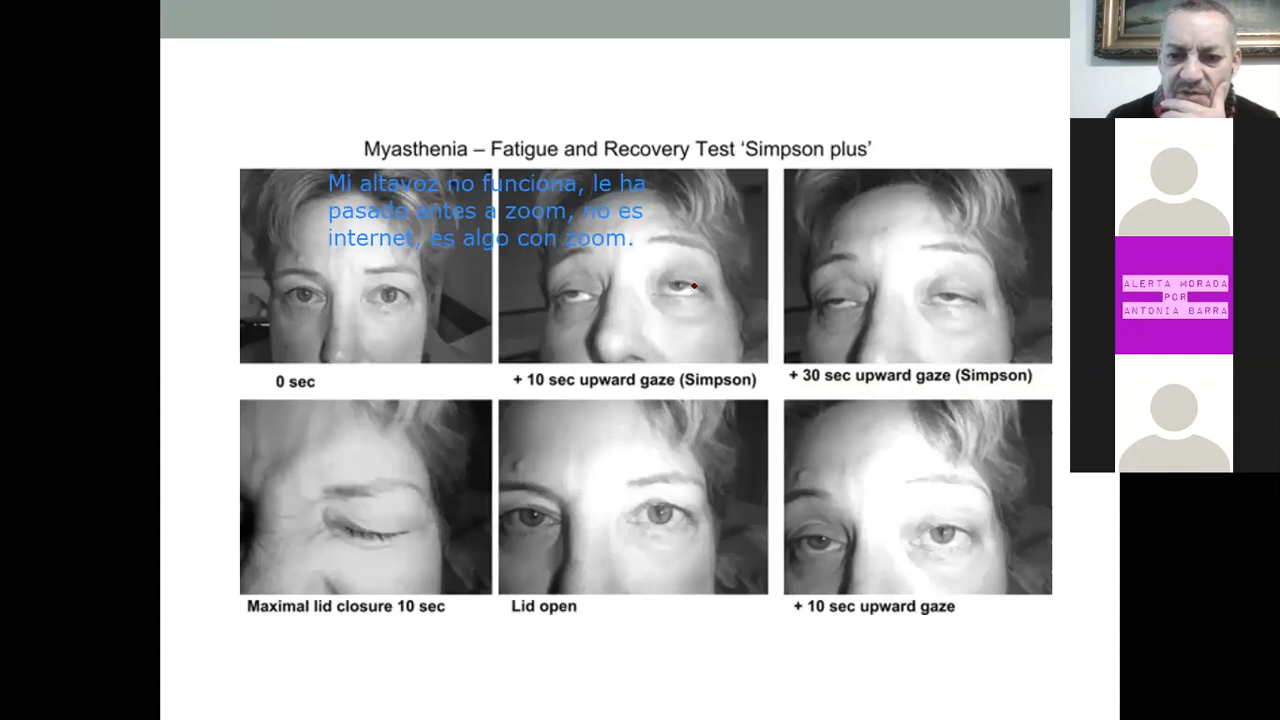 Myasthenia – Fatigue and Recovery Test ‘Simpson plus’
Mi altavoz no funciona, le ha
pasado antes a zoom, no es
internet, es algo con zoom.
0 sec
+ 10 sec upward gaze (Simpson)
+ 30 sec upward gaze (Simpson)
Maximal lid closure 10 sec
Lid open
+ 10 sec upward gaze
ALERTA MORADA
POR
ANTONIA BARRA